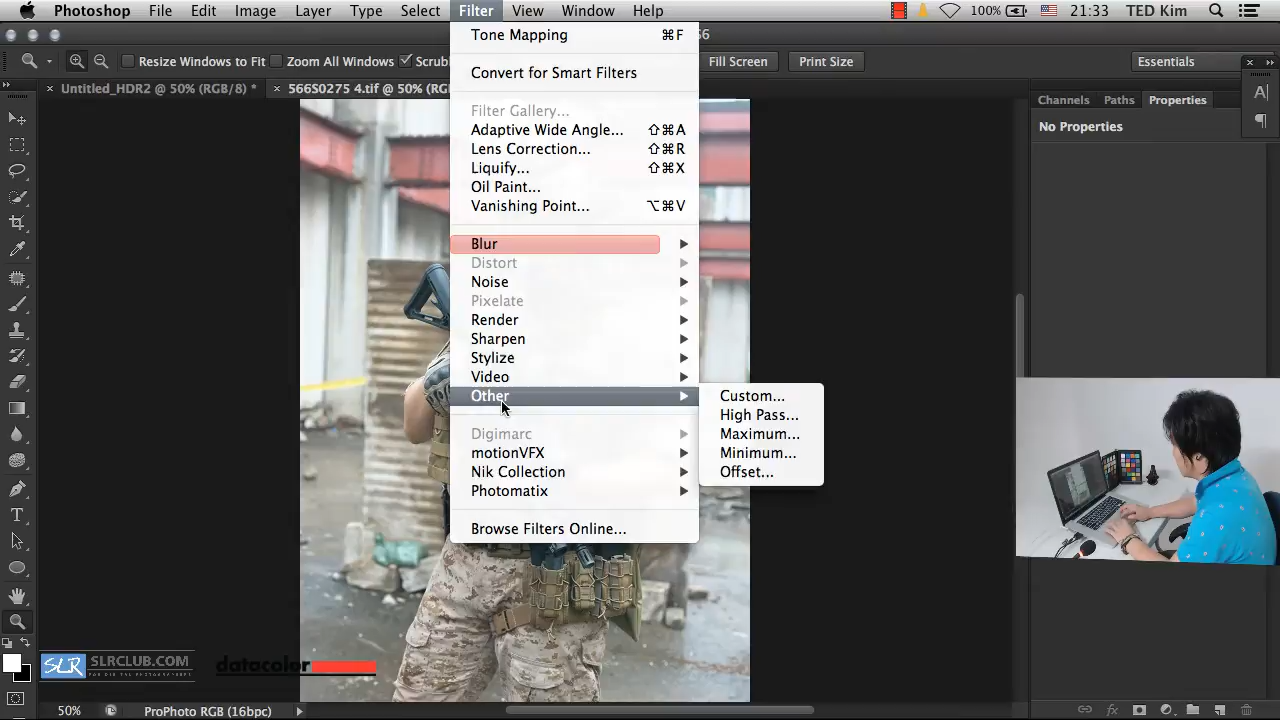 Photoshop File Edit Image Layer Type Select Filter View Window Help 100% 21:33 TED Kim
Resize Windows to Fit Zoom All Windows Scrub Fill Screen Print Size Essentials
Untitled_HDR2 @ 50% (RGB/8) * 566S0275 4.tif @ 50% (RG
Channels Paths Properties
No Properties
Tone Mapping ⌘F
Convert for Smart Filters
Filter Gallery...
Adaptive Wide Angle... ⇧⌘A
Lens Correction... ⇧⌘R
Liquify... ⇧⌘X
Oil Paint...
Vanishing Point... ⌥⌘V
Blur
Distort
Noise
Pixelate
Render
Sharpen
Stylize
Video
Other
Custom...
High Pass...
Maximum...
Minimum...
Offset...
Digimarc
motionVFX
Nik Collection
Photomatix
Browse Filters Online...
SLR SLRCLUB.COM
datacolor
50% ProPhoto RGB (16bpc)